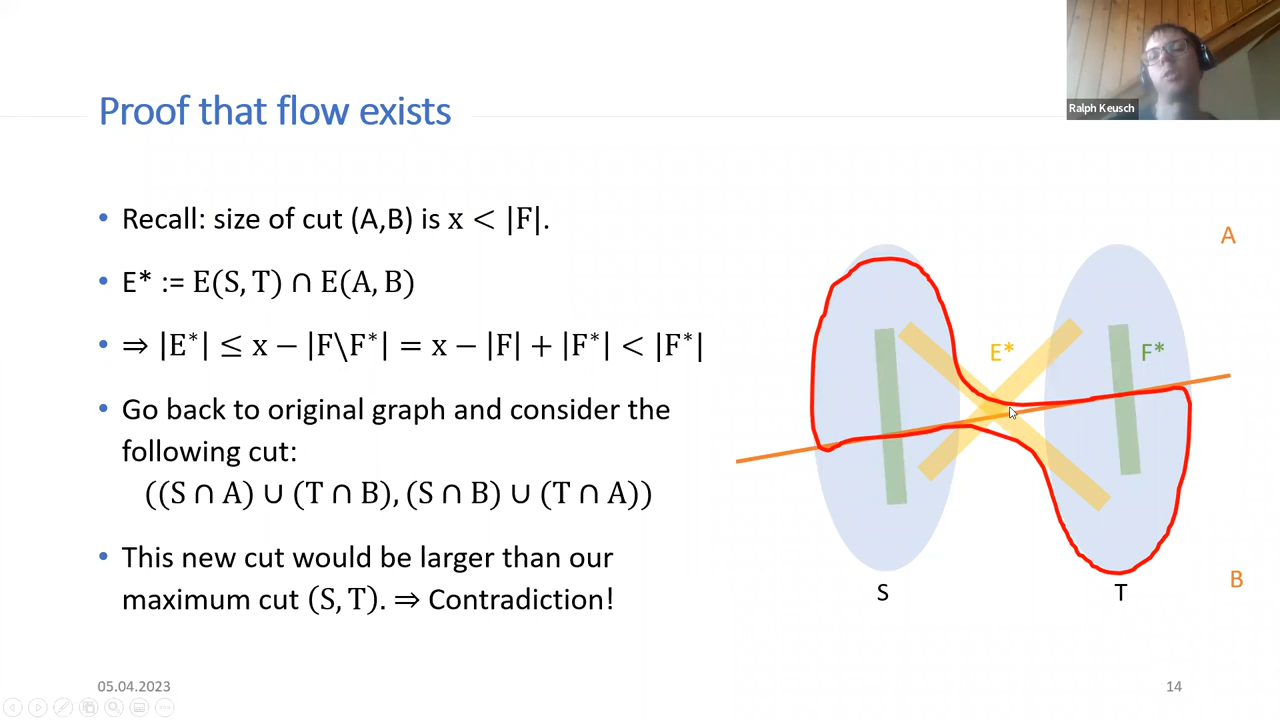 Ralph Keusch
Proof that flow exists
• Recall: size of cut (A,B) is x < |F|.
• E* := E(S, T) ∩ E(A, B)
• ⇒ |E*| ≤ x − |F\F*| = x − |F| + |F*| < |F*|
• Go back to original graph and consider the
following cut:
((S ∩ A) ∪ (T ∩ B), (S ∩ B) ∪ (T ∩ A))
• This new cut would be larger than our
maximum cut (S, T). ⇒ Contradiction!
A
E*
F*
B
S
T
05.04.2023
14